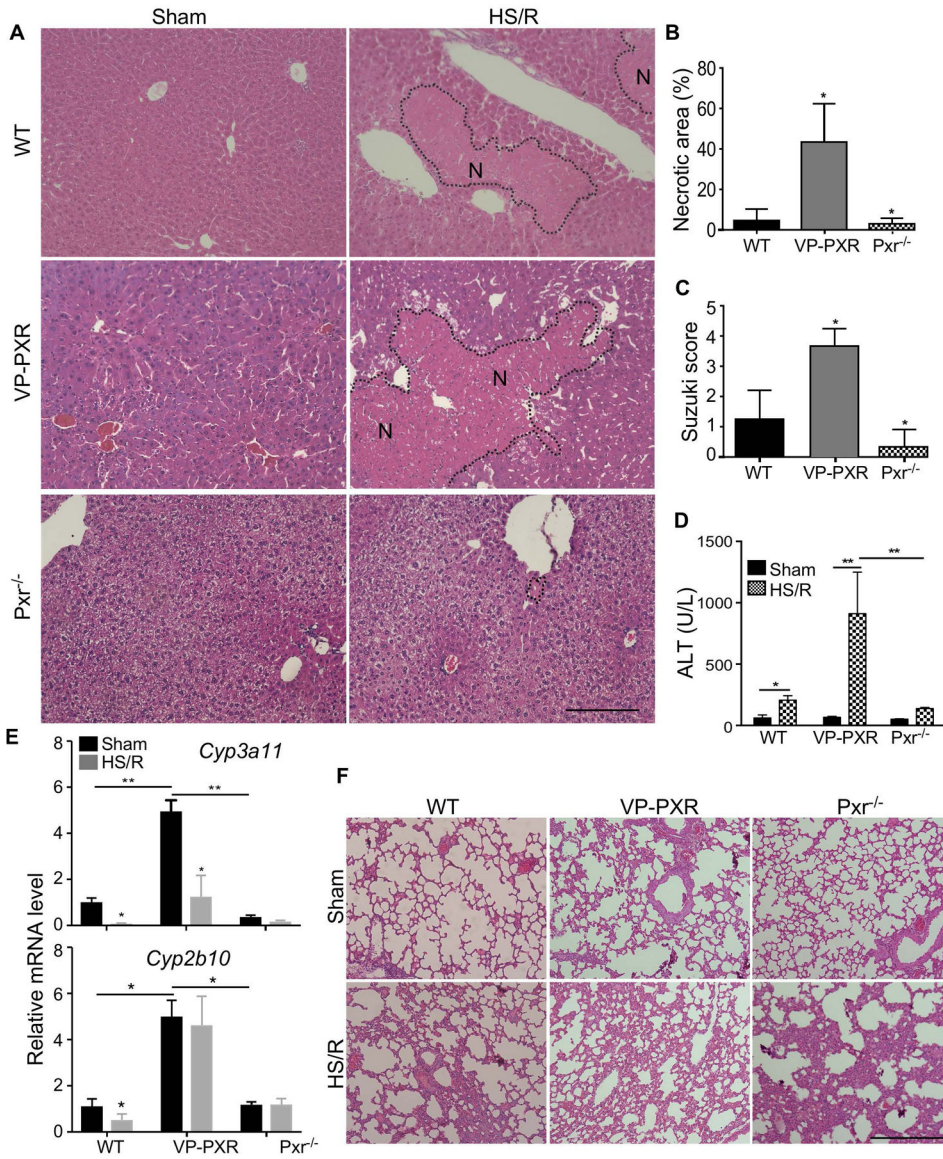 A
Sham
HS/R
WT
N
N
VP-PXR
N
N
Pxr-/-
B
Necrotic area (%)
80
60
40
20
0
*
*
WT
VP-PXR
Pxr-/-
C
Suzuki score
5
4
3
2
1
0
*
*
WT
VP-PXR
Pxr-/-
D
ALT (U/L)
1500
1000
500
0
Sham
HS/R
*
**
**
WT
VP-PXR
Pxr-/-
E
Relative mRNA level
Sham
HS/R
Cyp3a11
8
6
4
2
0
**
**
*
*
Cyp2b10
8
6
4
2
0
*
*
*
WT
VP-PXR
Pxr-/-
F
WT
VP-PXR
Pxr-/-
Sham
HS/R